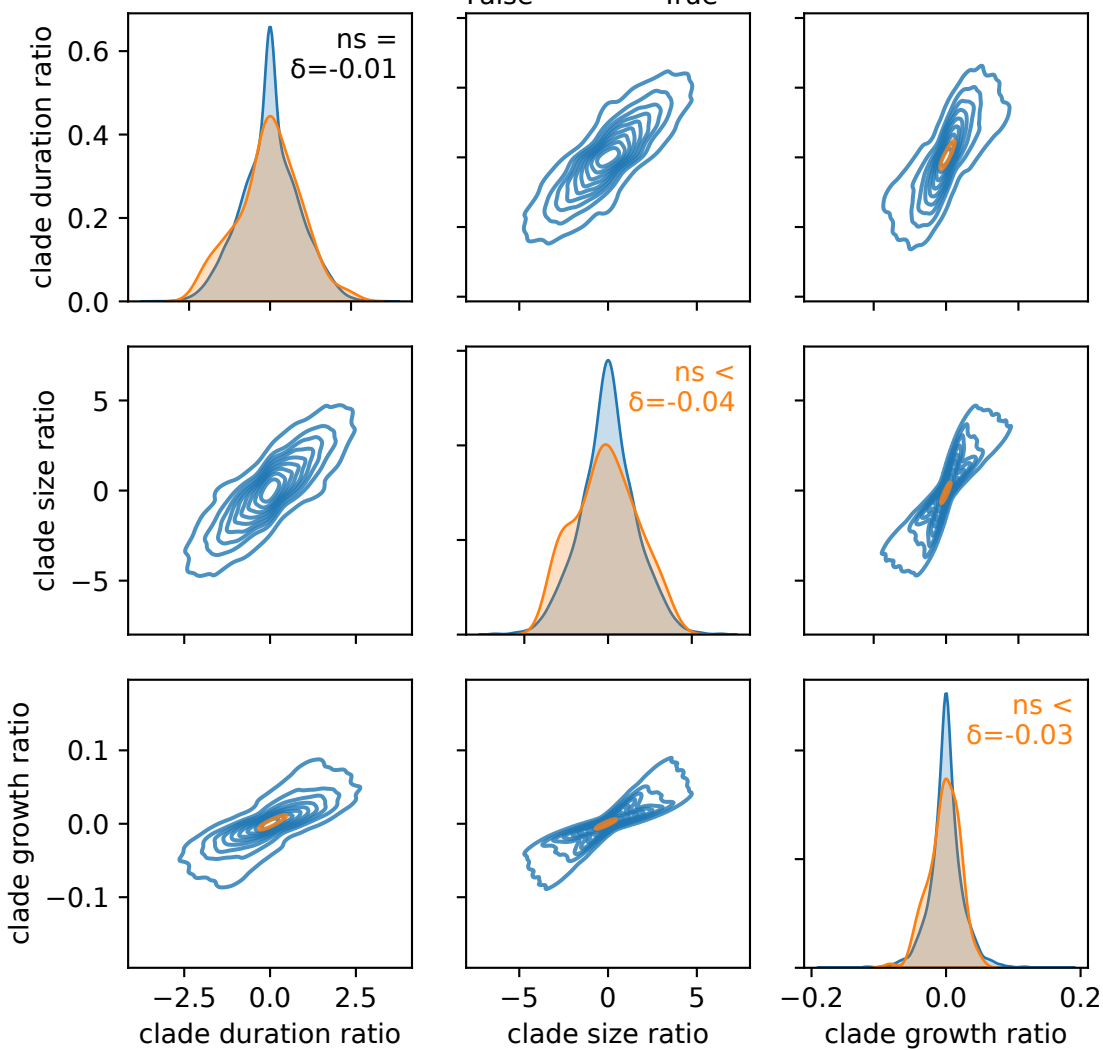 True
ns =
δ=-0.01
clade duration ratio
0.6
0.4
0.2
0.0
ns <
δ=-0.04
clade size ratio
5
0
−5
ns <
δ=-0.03
clade growth ratio
0.1
0.0
−0.1
−2.5 0.0 2.5
−5 0 5
−0.2 0.0 0.2
clade duration ratio
clade size ratio
clade growth ratio